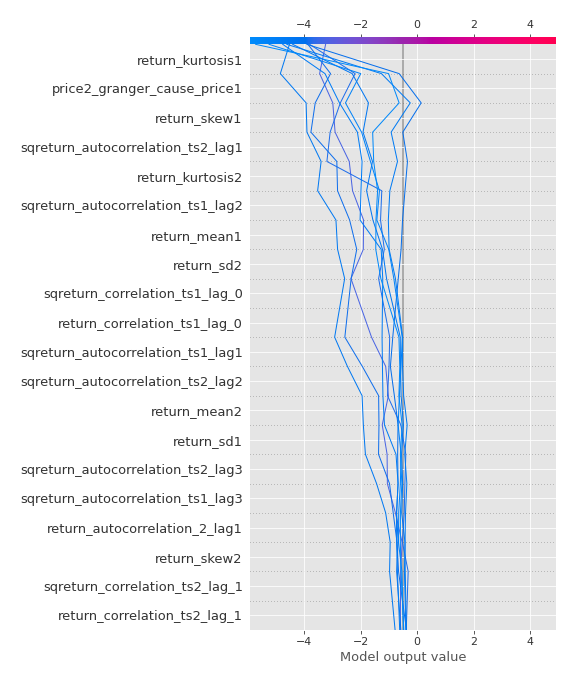 −4 −2 0 2 4
return_kurtosis1
price2_granger_cause_price1
return_skew1
sqreturn_autocorrelation_ts2_lag1
return_kurtosis2
sqreturn_autocorrelation_ts1_lag2
return_mean1
return_sd2
sqreturn_correlation_ts1_lag_0
return_correlation_ts1_lag_0
sqreturn_autocorrelation_ts1_lag1
sqreturn_autocorrelation_ts2_lag2
return_mean2
return_sd1
sqreturn_autocorrelation_ts2_lag3
sqreturn_autocorrelation_ts1_lag3
return_autocorrelation_2_lag1
return_skew2
sqreturn_correlation_ts2_lag_1
return_correlation_ts2_lag_1
−4 −2 0 2 4
Model output value